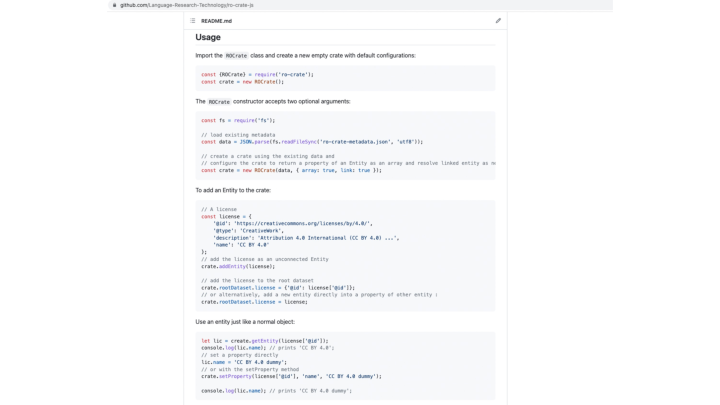 github.com/Language-Research-Technology/ro-crate-js
README.md
Usage
Import the ROCrate class and create a new empty crate with default configurations:
const {ROCrate} = require('ro-crate');
const crate = new ROCrate();
The ROCrate constructor accepts two optional arguments:
const fs = require('fs');
// load existing metadata
const data = JSON.parse(fs.readFileSync('ro-crate-metadata.json', 'utf8'));
// create a crate using the existing data and
// configure the crate to return a property of an Entity as an array and resolve linked entity as n
const crate = new ROCrate(data, { array: true, link: true });
To add an Entity to the crate:
// A license
const license = {
'@id': 'https://creativecommons.org/licenses/by/4.0/',
'@type': 'CreativeWork',
'description': 'Attribution 4.0 International (CC BY 4.0) ...',
'name': 'CC BY 4.0'
};
// add the license as an unconnected Entity
crate.addEntity(license);
// add the license to the root dataset
crate.rootDataset.license = {'@id': license['@id']};
// or alternatively, add a new entity directly into a property of other entity :
crate.rootDataset.license = license;
Use an entity just like a normal object:
let lic = create.getEntity(license['@id']);
console.log(lic.name); // prints 'CC BY 4.0';
// set a property directly
lic.name = 'CC BY 4.0 dummy';
// or with the setProperty method
crate.setProperty(license['@id'], 'name', 'CC BY 4.0 dummy');
console.log(lic.name); // prints 'CC BY 4.0 dummy';